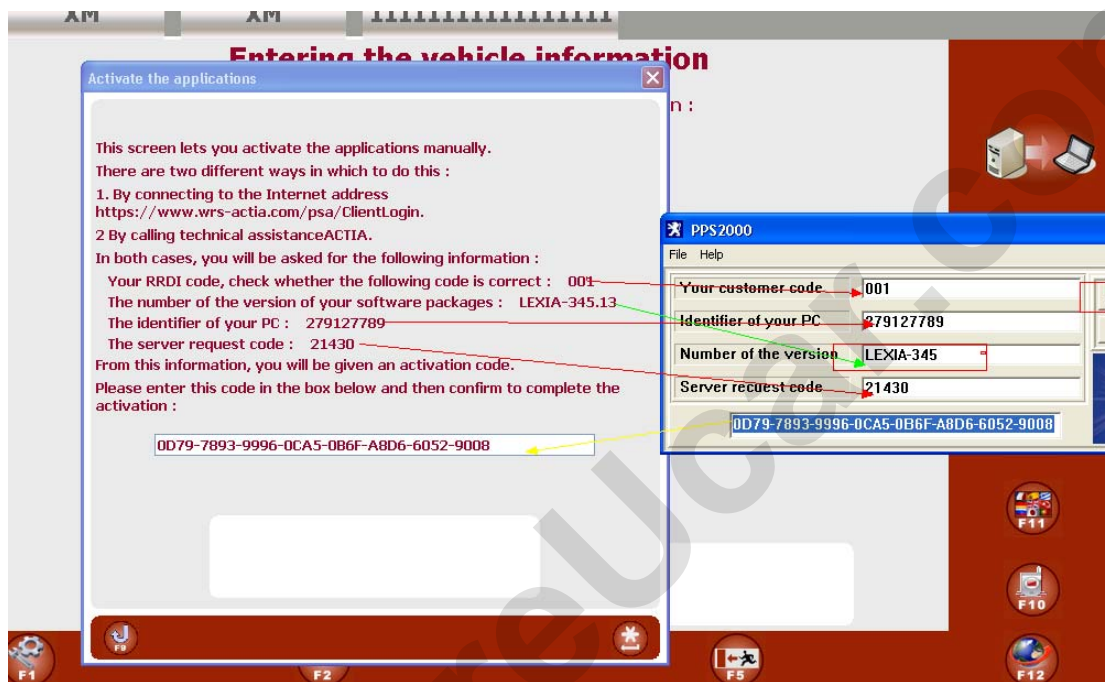 XM XM 11111111111111111
Entering the vehicle information
Activate the applications
n :
This screen lets you activate the applications manually.
There are two different ways in which to do this :
1. By connecting to the Internet address
https://www.wrs-actia.com/psa/ClientLogin.
2 By calling technical assistanceACTIA.
In both cases, you will be asked for the following information :
Your RRDI code, check whether the following code is correct : 001
The number of the version of your software packages : LEXIA-345.13
The identifier of your PC : 279127789
The server request code : 21430
From this information, you will be given an activation code.
Please enter this code in the box below and then confirm to complete the
activation :
0D79-7893-9996-0CA5-0B6F-A8D6-6052-9008
PPS2000
File Help
Your customer code 001
Identifier of your PC 279127789
Number of the version LEXIA-345
Server recuest code 21430
0D79-7893-9996-0CA5-0B6F-A8D6-6052-9008
F11
F10
F9
F1
F2
F5
F12